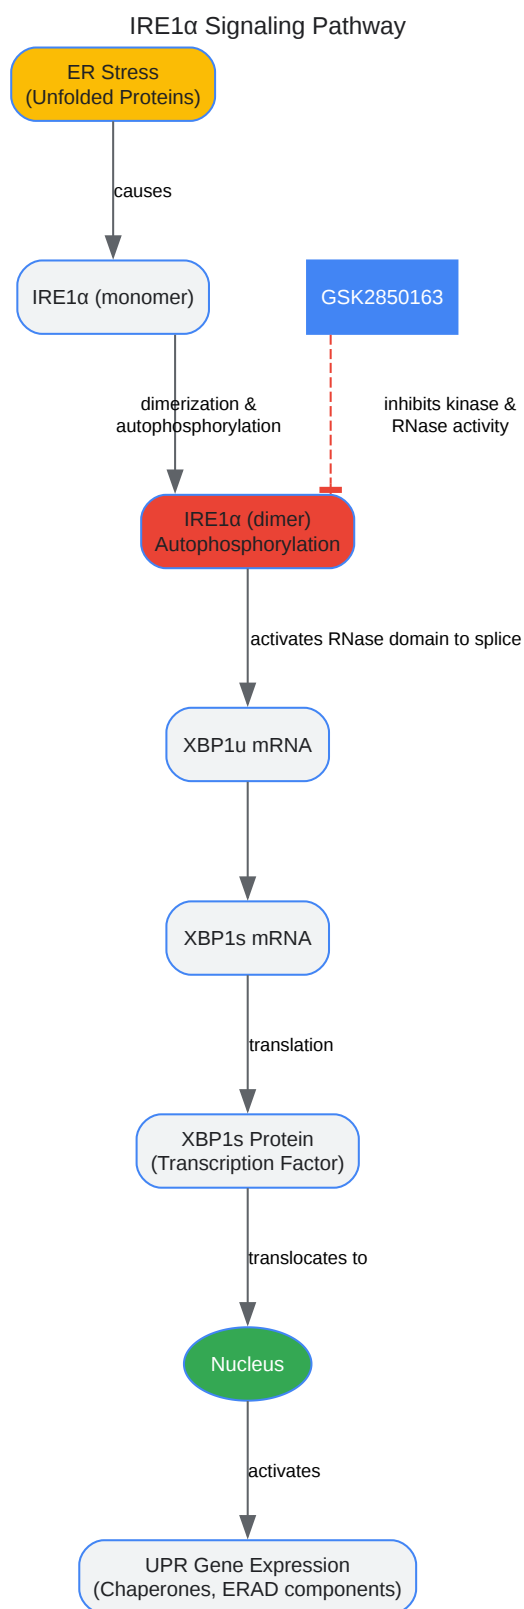 IRE1α Signaling Pathway
ER Stress
(Unfolded Proteins)
causes
IRE1α (monomer)
GSK2850163
dimerization &
autophosphorylation
inhibits kinase &
RNase activity
IRE1α (dimer)
Autophosphorylation
activates RNase domain to splice
XBP1u mRNA
XBP1s mRNA
translation
XBP1s Protein
(Transcription Factor)
translocates to
Nucleus
activates
UPR Gene Expression
(Chaperones, ERAD components)